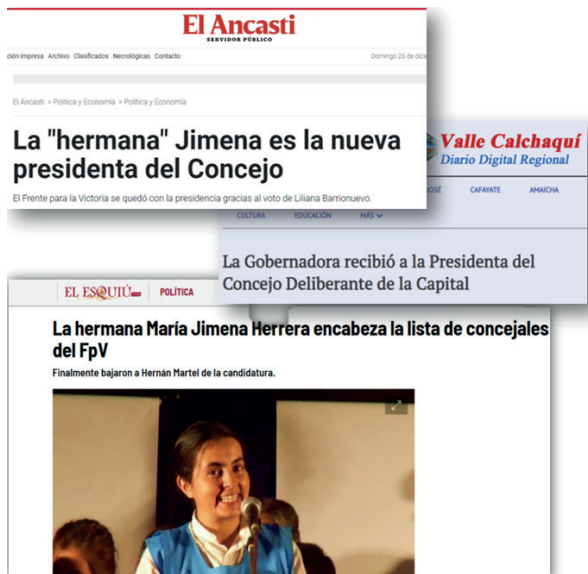 El Ancasti
SERVIDOR PÚBLICO
ción Impresa Archivo Clasificados Necrológicas Contacto Domingo 25 de dicie
El Ancasti > Política y Economía > Política y Economía
La "hermana" Jimena es la nueva
presidenta del Concejo
El Frente para la Victoria se quedó con la presidencia gracias al voto de Liliana Barrionuevo.
Valle Calchaquí
Diario Digital Regional
OSÉ CAFAYATE AMAICHA
CULTURA EDUCACIÓN MÁS
La Gobernadora recibió a la Presidenta del
Concejo Deliberante de la Capital
EL ESQUIÚ POLÍTICA
La hermana María Jimena Herrera encabeza la lista de concejales
del FpV
Finalmente bajaron a Hernán Martel de la candidatura.